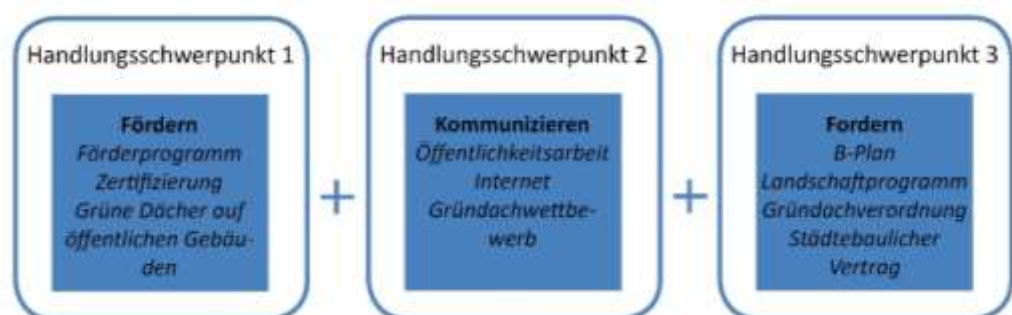 Handlungsschwerpunkt 1
Fördern
Förderprogramm
Zertifizierung
Grüne Dächer auf
öffentlichen Gebäu-
den
+
Handlungsschwerpunkt 2
Kommunizieren
Öffentlichkeitsarbeit
Internet
Gründachwettbe-
werb
+
Handlungsschwerpunkt 3
Fordern
B-Plan
Landschaftprogramm
Gründachverordnung
Städtebaulicher
Vertrag